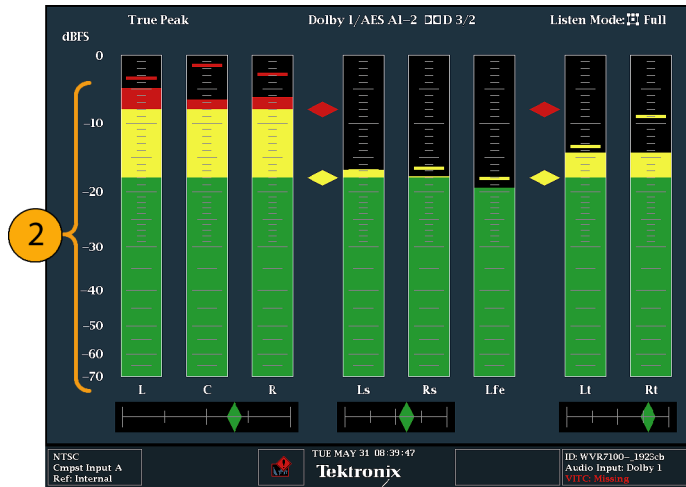 True Peak
Dolby 1/AES A1-2 D 3/2
Listen Mode: Full
dBFS
0
-10
-20
-30
-40
-50
-60
-70
2
L C R Ls Rs Lfe Lt Rt
NTSC
Cmpst Input A
Ref: Internal
TUE MAY 31 08:39:47
Tektronix
ID: WVR7100-_1923cb
Audio Input: Dolby 1
VITC: Missing